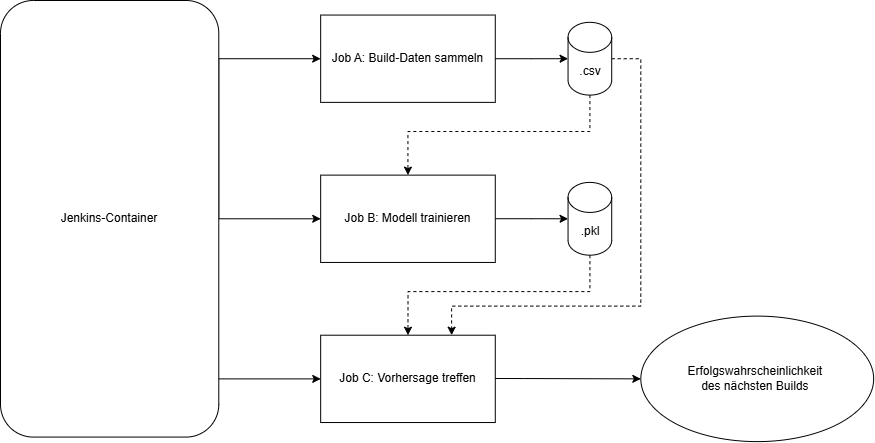 Job A: Build-Daten sammeln
.csv
Jenkins-Container
Job B: Modell trainieren
.pkl
Job C: Vorhersage treffen
Erfolgswahrscheinlichkeit
des nächsten Builds